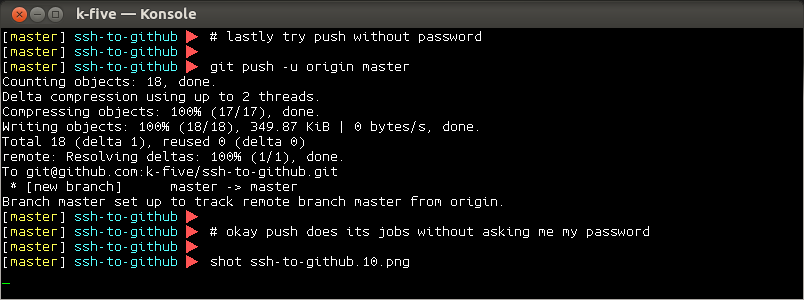 k-five — Konsole
[master] ssh-to-github ▶ # lastly try push without password
[master] ssh-to-github ▶
[master] ssh-to-github ▶ git push -u origin master
Counting objects: 18, done.
Delta compression using up to 2 threads.
Compressing objects: 100% (17/17), done.
Writing objects: 100% (18/18), 349.87 KiB | 0 bytes/s, done.
Total 18 (delta 1), reused 0 (delta 0)
remote: Resolving deltas: 100% (1/1), done.
To git@github.com:k-five/ssh-to-github.git
 * [new branch]      master -> master
Branch master set up to track remote branch master from origin.
[master] ssh-to-github ▶
[master] ssh-to-github ▶ # okay push does its jobs without asking me my password
[master] ssh-to-github ▶
[master] ssh-to-github ▶ shot ssh-to-github.10.png